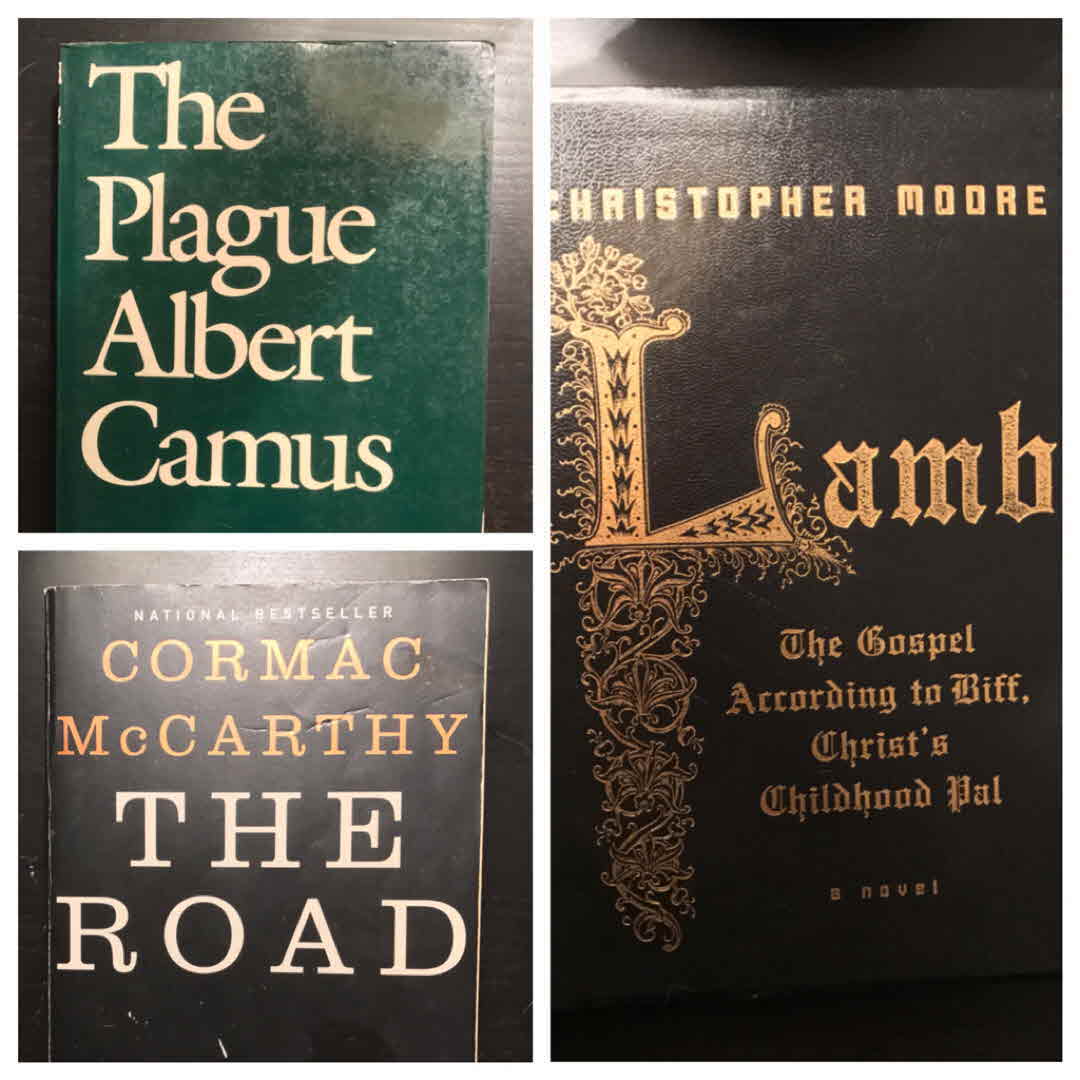 The
Plague
Albert
Camus
NATIONAL BESTSELLER
CORMAC
McCARTHY
THE
ROAD
CHRISTOPHER MOORE
Lamb
The Gospel
According to Biff,
Christ's
Childhood Pal
a novel